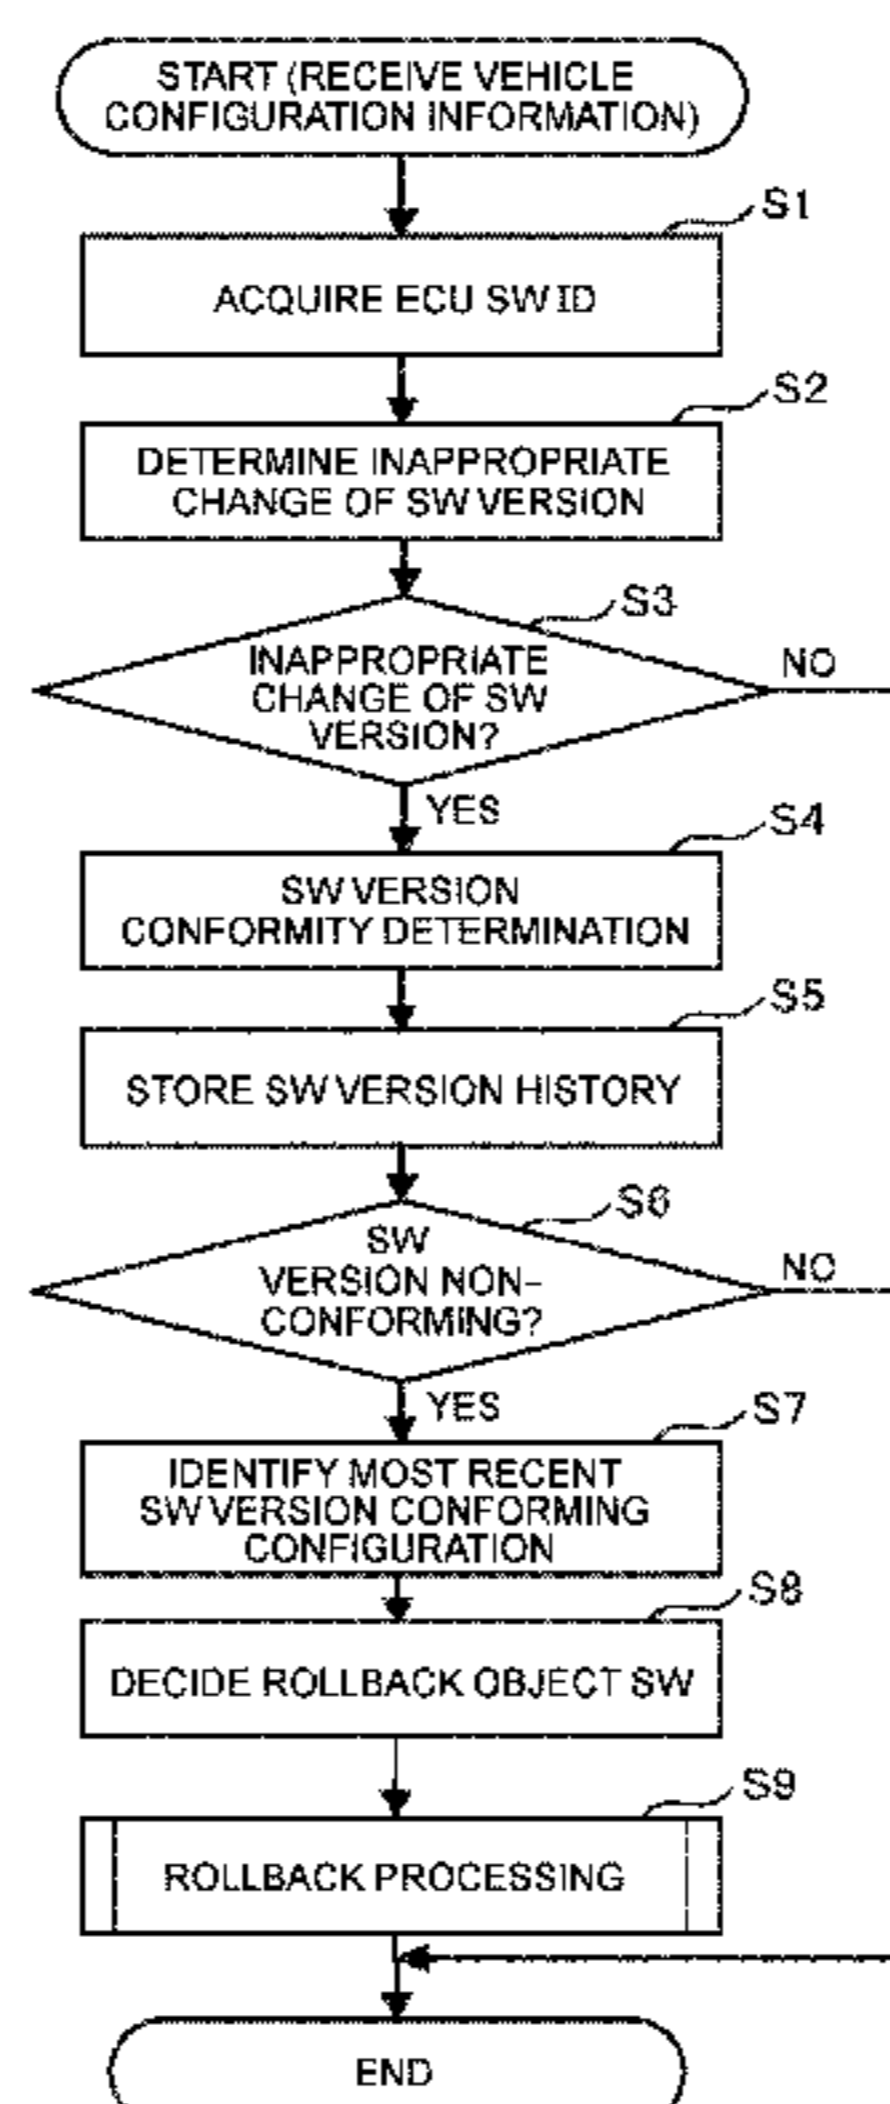 START (RECEIVE VEHICLE
CONFIGURATION INFORMATION)
S1
ACQUIRE ECU SW ID
S2
DETERMINE INAPPROPRIATE
CHANGE OF SW VERSION
S3
INAPPROPRIATE
CHANGE OF SW
VERSION?
NO
YES
S4
SW VERSION
CONFORMITY DETERMINATION
S5
STORE SW VERSION HISTORY
S6
SW
VERSION NON-
CONFORMING?
NO
YES
S7
IDENTIFY MOST RECENT
SW VERSION CONFORMING
CONFIGURATION
S8
DECIDE ROLLBACK OBJECT SW
S9
ROLLBACK PROCESSING
END